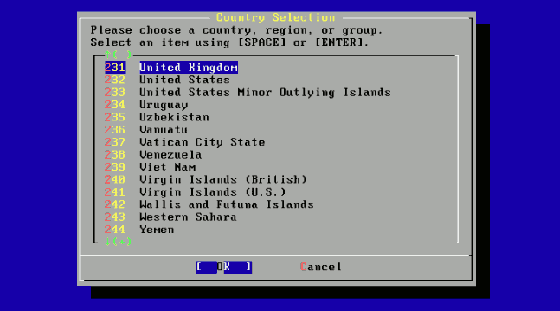 Country Selection
Please choose a country, region, or group.
Select an item using [SPACE] or [ENTER].
^(-)
231 United Kingdom
232 United States
233 United States Minor Outlying Islands
234 Uruguay
235 Uzbekistan
236 Vanuatu
237 Vatican City State
238 Venezuela
239 Viet Nam
240 Virgin Islands (British)
241 Virgin Islands (U.S.)
242 Wallis and Futuna Islands
243 Western Sahara
244 Yemen
↓(+)
[ OK ] Cancel